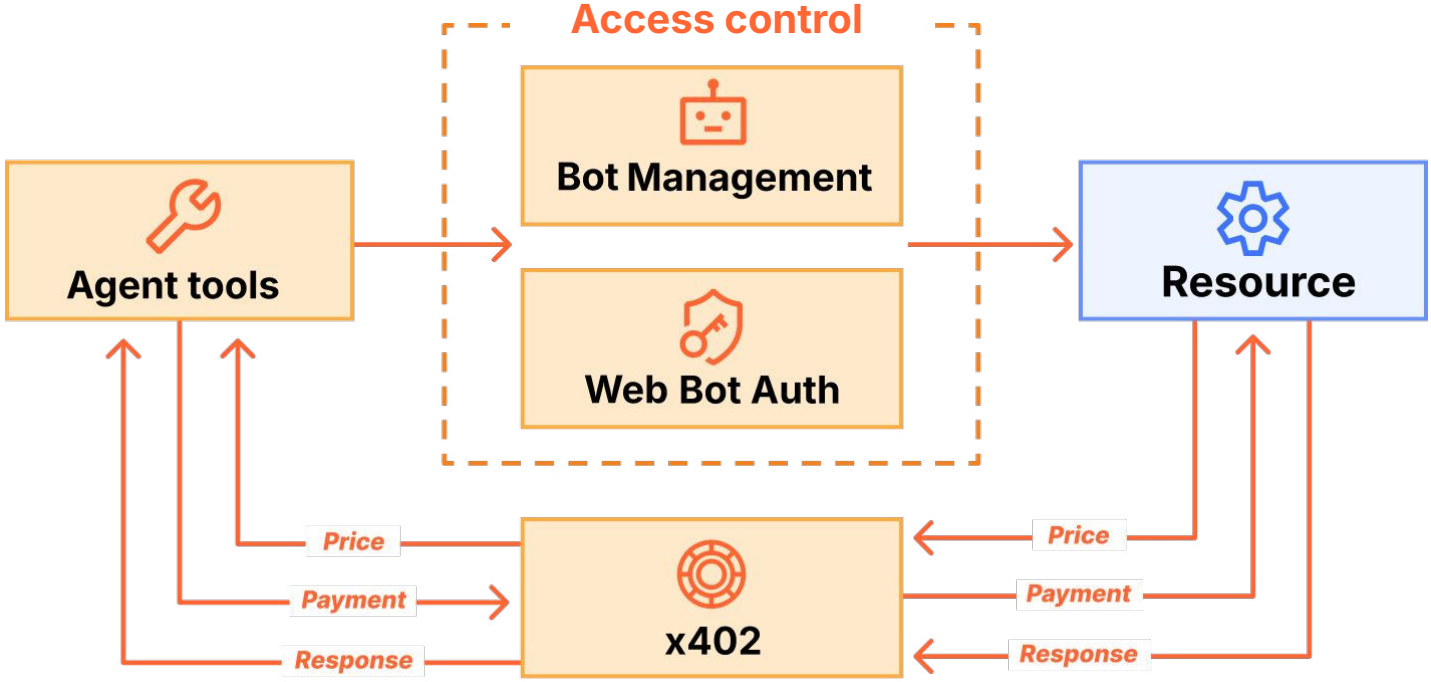 Access control
Bot Management
Agent tools
Resource
Web Bot Auth
Price
Price
Payment
Payment
x402
Response
Response